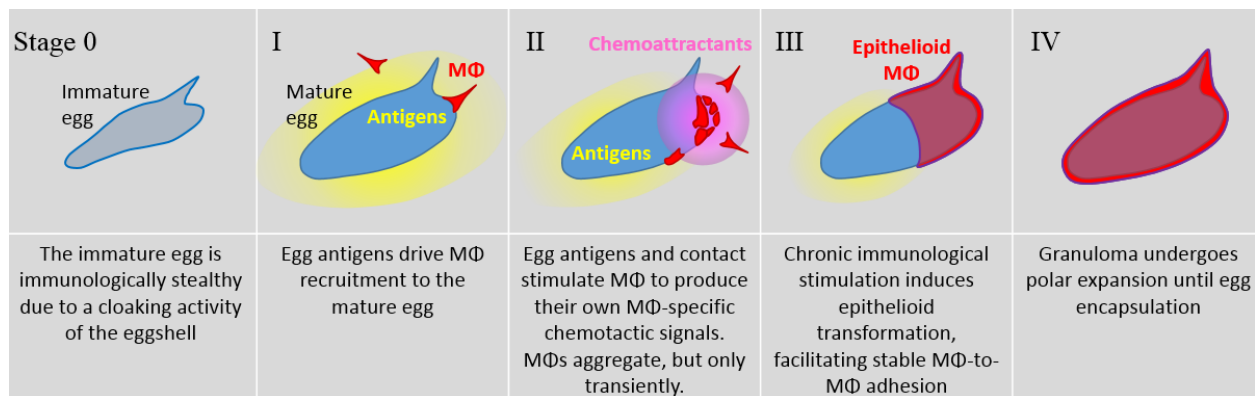 Stage 0
Immature
egg
I
MΦ
Mature
egg
Antigens
II
Chemoattractants
Antigens
III
Epithelioid
MΦ
IV
The immature egg is
immunologically stealthy
due to a cloaking activity
of the eggshell
Egg antigens drive MΦ
recruitment to the
mature egg
Egg antigens and contact
stimulate MΦ to produce
their own MΦ-specific
chemotactic signals.
MΦs aggregate, but only
transiently.
Chronic immunological
stimulation induces
epithelioid
transformation,
facilitating stable MΦ-to-
MΦ adhesion
Granuloma undergoes
polar expansion until egg
encapsulation